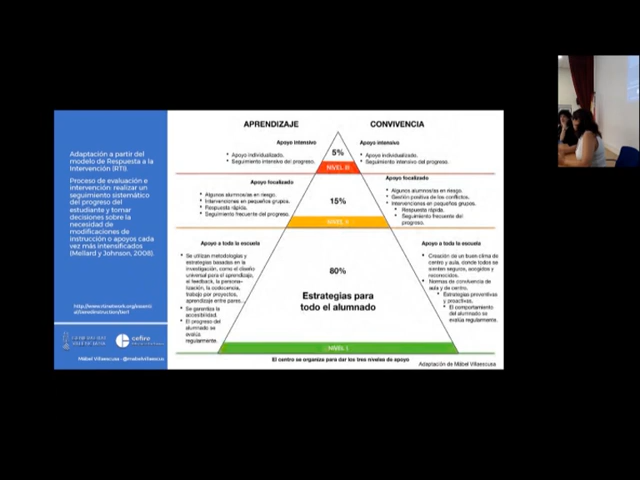 Adaptación a partir del
modelo de Respuesta a la
Intervención (RTI).
Proceso de evaluación e
intervención: realizar un
seguimiento sistemático
del progreso del
estudiante y tomar
decisiones sobre la
necesidad de
modificaciones de
instrucción o apoyos cada
vez más intensificados
(Mellard y Johnson, 2008).
cefire
Mábel Villaescusa - @mabelvillaescu
APRENDIZAJE
CONVIVENCIA
Apoyo intensivo
• Apoyo individualizado.
• Seguimiento intensivo del progreso.
5%
Apoyo intensivo
• Apoyo individualizado.
• Seguimiento intensivo del progreso.
NIVEL III
Apoyo focalizado
• Algunos alumnos/as en riesgo.
• Intervenciones en pequeños grupos.
• Respuesta rápida.
• Seguimiento frecuente del progreso.
15%
Apoyo focalizado
• Algunos alumnos/as en riesgo.
• Gestión positiva de los conflictos.
• Intervenciones en pequeños grupos.
• Respuesta rápida.
• Seguimiento frecuente del
progreso.
NIVEL II
Apoyo a toda la escuela
• Se utilizan metodologías y
estrategias basadas en la
investigación, como el diseño
universal para el aprendizaje,
el feedback, la persona-
lización, la codocencia,
trabajo por proyectos,
aprendizaje entre pares...
• Se garantiza la
accesibilidad.
• El progreso del
alumnado se
evalúa
regularmente.
80%
Estrategias para
todo el alumnado
Apoyo a toda la escuela
• Creación de un buen clima de
centro y aula, donde todos se
sienten seguros, acogidos y
reconocidos.
• Normas de convivencia de
aula y de centro.
• Estrategias preventivas
y proactivas.
• El comportamiento
del alumnado se
evalúa regularmente.
NIVEL I
El centro se organiza para dar los tres niveles de apoyo
Adaptación de Mábel Villaescusa